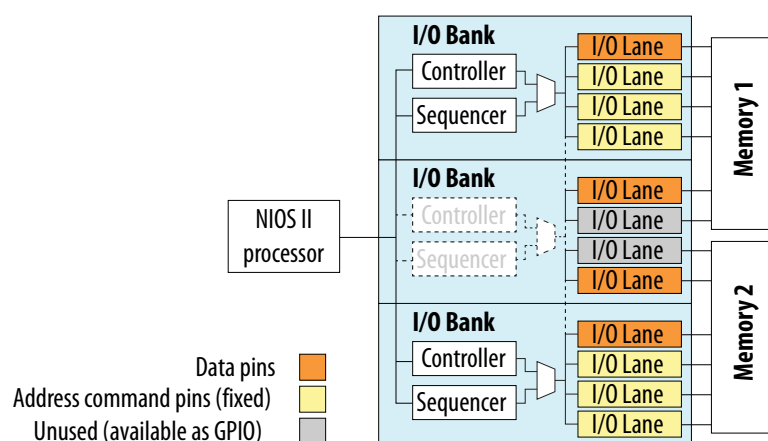 I/O Bank
Controller
Sequencer
I/O Lane
I/O Lane
I/O Lane
I/O Lane
Memory 1
I/O Bank
Controller
Sequencer
I/O Lane
I/O Lane
I/O Lane
I/O Lane
NIOS II
processor
Memory 2
I/O Bank
Controller
Sequencer
I/O Lane
I/O Lane
I/O Lane
I/O Lane
Data pins
Address command pins (fixed)
Unused (available as GPIO)